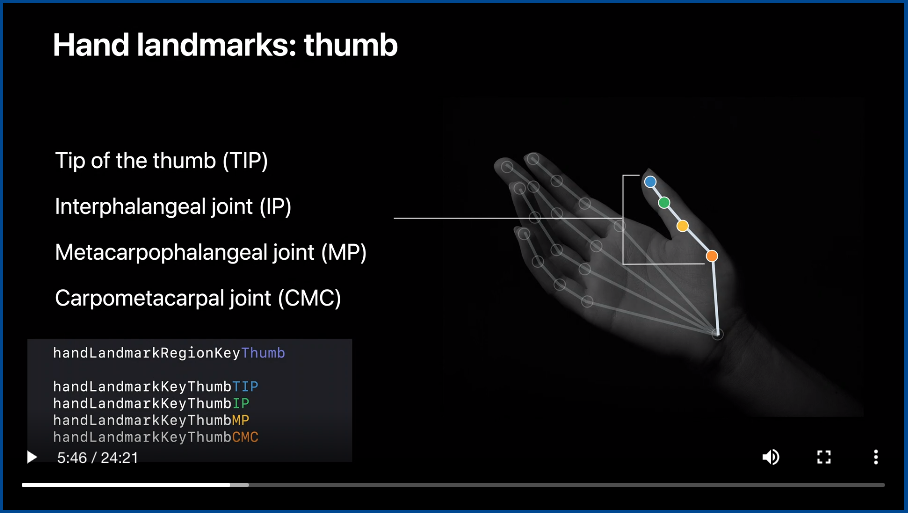 Hand landmarks: thumb
Tip of the thumb (TIP)
Interphalangeal joint (IP)
Metacarpophalangeal joint (MP)
Carpometacarpal joint (CMC)
handLandmarkRegionKeyThumb
handLandmarkKeyThumbTIP
handLandmarkKeyThumbIP
handLandmarkKeyThumbMP
handLandmarkKeyThumbCMC
5:46 / 24:21